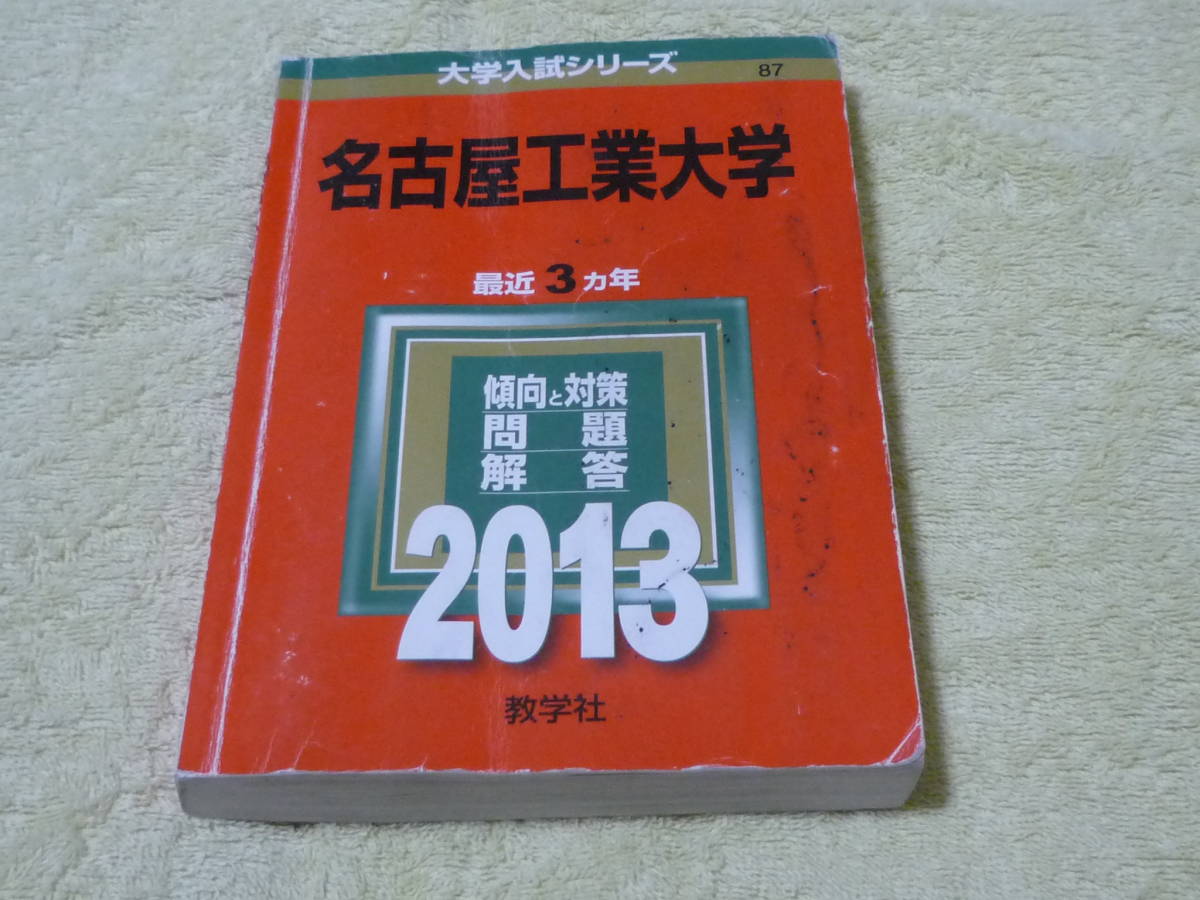 大学入試シリーズ
87
名古屋工業大学
最近3ヵ年
傾向と対策
問題
解答
2013
教学社